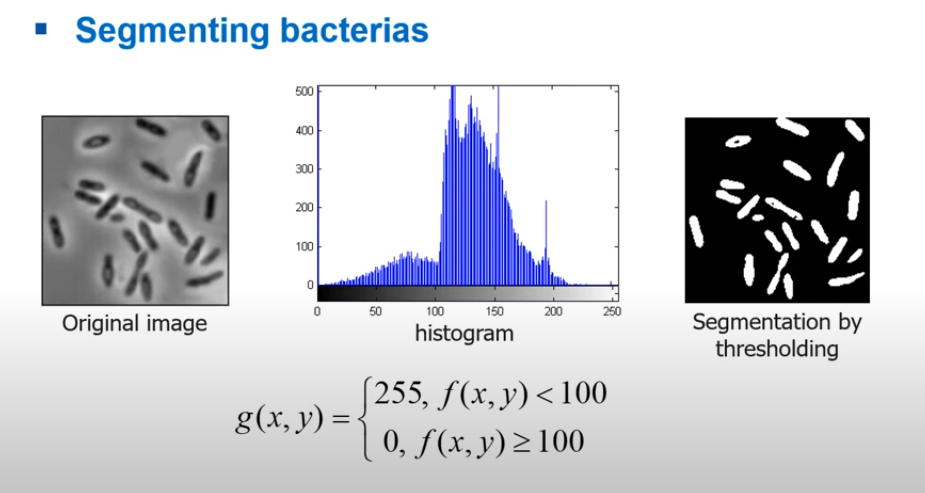 ▪ Segmenting bacterias
500
400
300
200
100
0
0 50 100 150 200 250
Original image
histogram
Segmentation by
thresholding
g(x, y) = { 255, f(x, y) < 100
0, f(x, y) ≥ 100